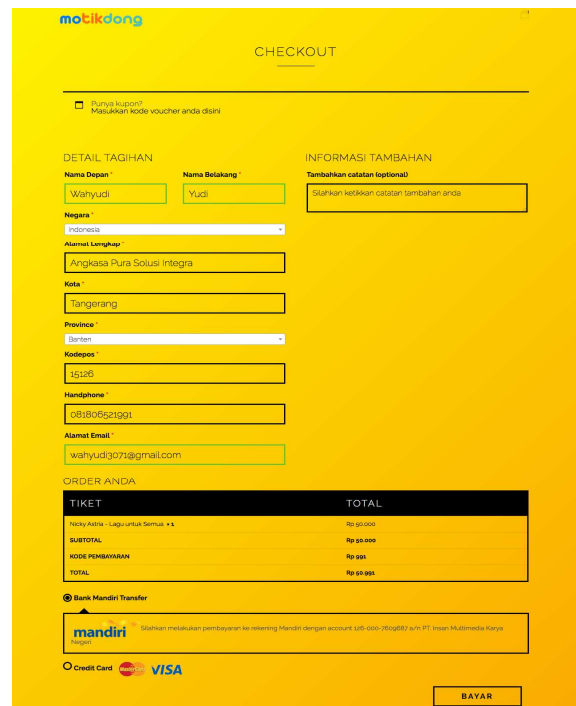 motikdong
CHECKOUT
Punya kupon?
Masukkan kode voucher anda disini
DETAIL TAGIHAN
Nama Depan *
Nama Belakang *
Wahyudi
Yudi
Negara *
Indonesia
Alamat Lengkap *
Angkasa Pura Solusi integra
Kota *
Tangerang
Province *
Banten
Kodepos *
15126
Handphone *
081806521991
Alamat Email *
wahyudi3071@gmail.com
INFORMASI TAMBAHAN
Tambahkan catatan (optional)
Silahkan ketikkan catatan tambahan anda
ORDER ANDA
TIKET TOTAL
Nicky Astria - Lagu untuk Semua × 1 Rp 50.000
SUBTOTAL Rp 50.000
KODE PEMBAYARAN Rp 991
TOTAL Rp 50.991
Bank Mandiri Transfer
mandiri Silahkan melakukan pembayaran ke rekening Mandiri dengan account 126-000-7609687 a/n PT. Insan Multimedia Karya
Negeri
Credit Card MasterCard VISA
BAYAR